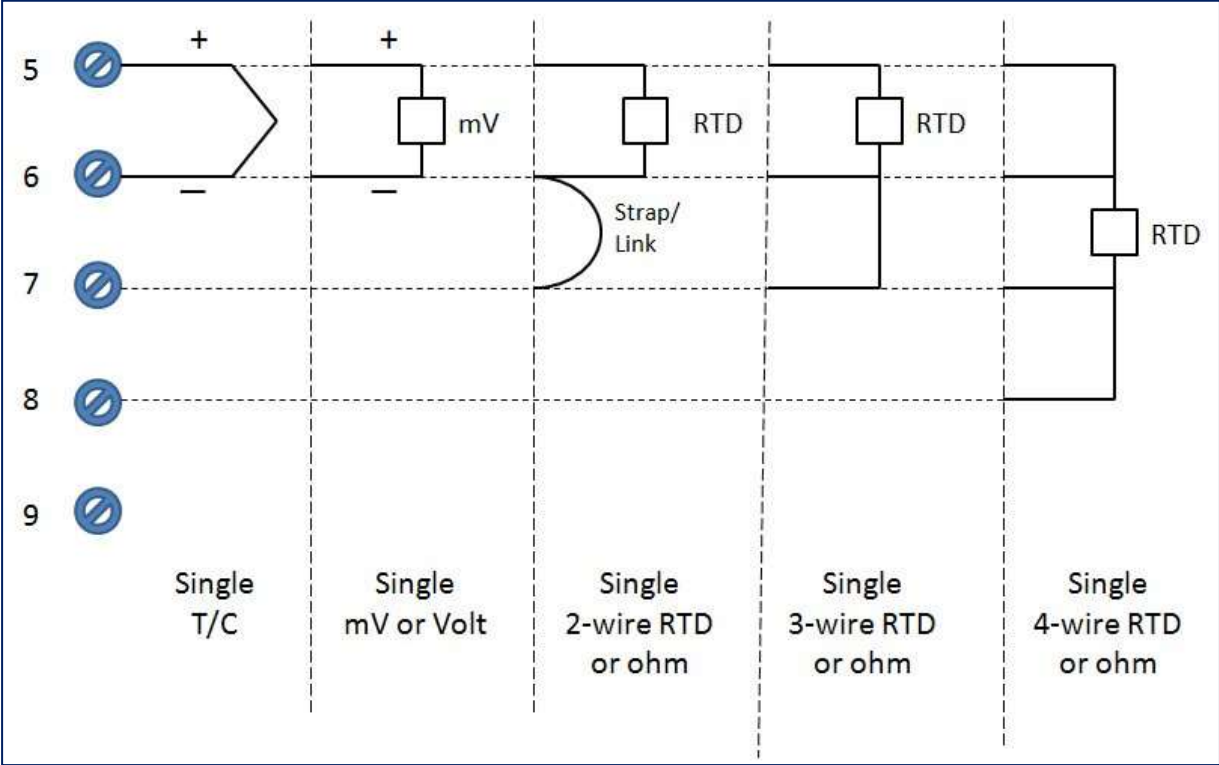 +
+
5
mV
RTD
RTD
6
−
−
Strap/
Link
RTD
7
8
9
Single
T/C
Single
mV or Volt
Single
2-wire RTD
or ohm
Single
3-wire RTD
or ohm
Single
4-wire RTD
or ohm